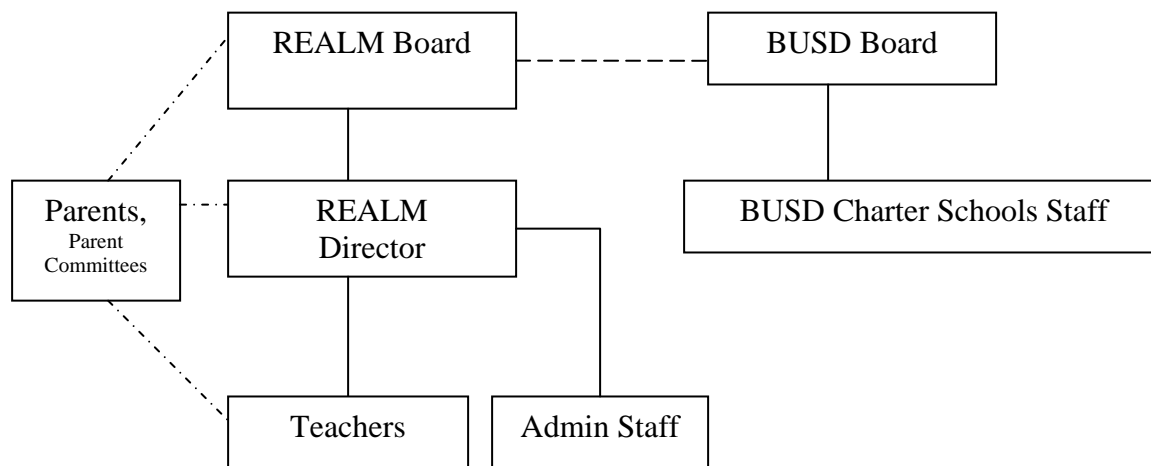 REALM Board
BUSD Board
Parents,
Parent
Committees
REALM
Director
BUSD Charter Schools Staff
Teachers
Admin Staff